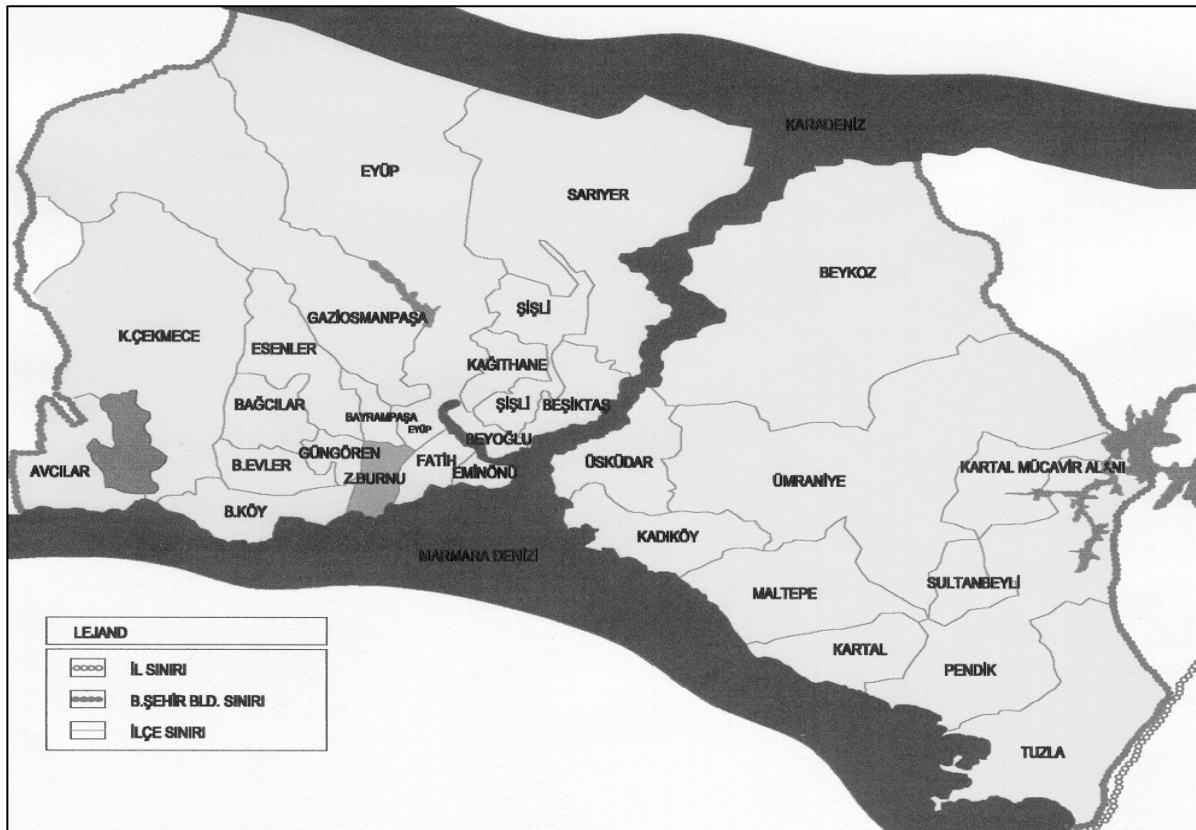 KARADENİZ
EYÜP
SARIYER
BEYKOZ
ŞİŞLİ
GAZİOSMANPAŞA
K.ÇEKMECE
ESENLER
KAĞITHANE
BAĞCILAR
ŞİŞLİ
BEŞİKTAŞ
BAYRAMPAŞA
EYÜP
BEYOĞLU
GÜNGÖREN
FATİH
ÜSKÜDAR
AVCILAR
B.EVLER
Z.BURNU
EMİNÖNÜ
ÜMRANİYE
KARTAL MÜCAVİR ALANI
B.KÖY
KADIKÖY
MARMARA DENİZİ
SULTANBEYLİ
MALTEPE
KARTAL
PENDİK
TUZLA
LEJAND
İL SINIRI
B.ŞEHİR BLD. SINIRI
İLÇE SINIRI